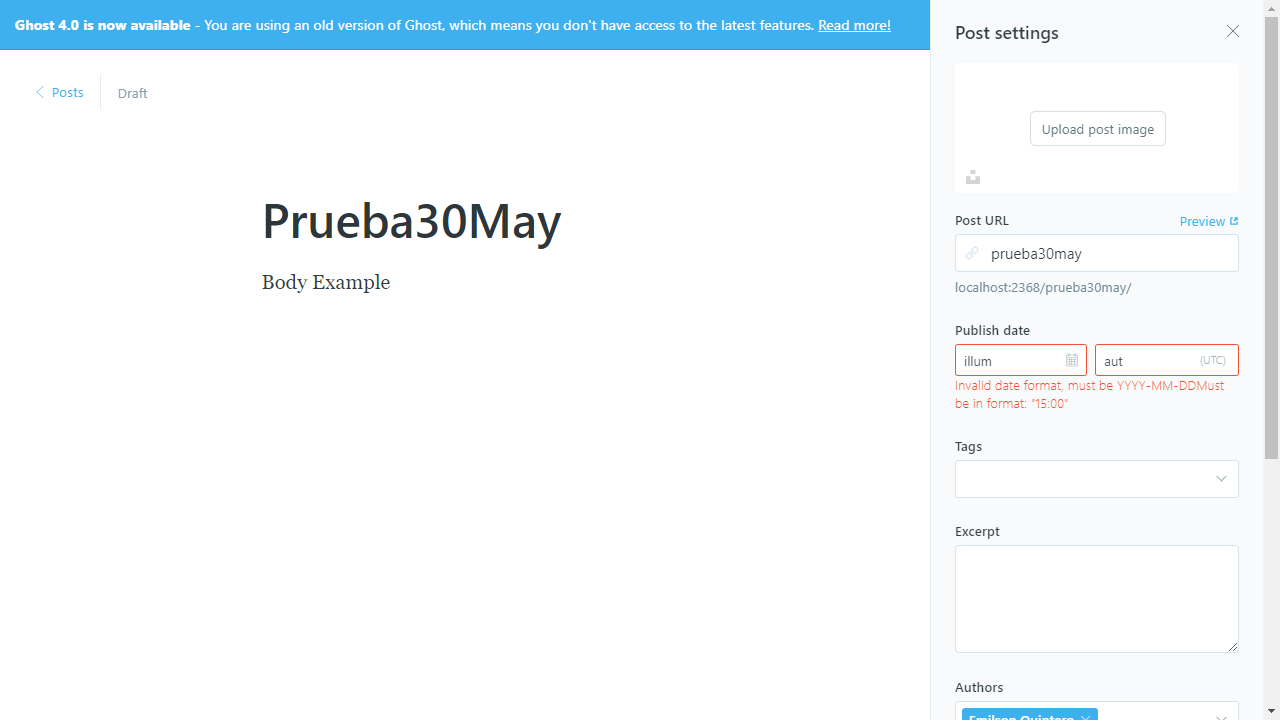 Ghost 4.0 is now available - You are using an old version of Ghost, which means you don't have access to the latest features. Read more!
Posts
Draft
Prueba30May
Body Example
Post settings
Upload post image
Post URL
Preview
prueba30may
localhost:2368/prueba30may/
Publish date
illum
aut
(UTC)
Invalid date format, must be YYYY-MM-DDMust
be in format: "15:00"
Tags
Excerpt
Authors
Emilson Quintero